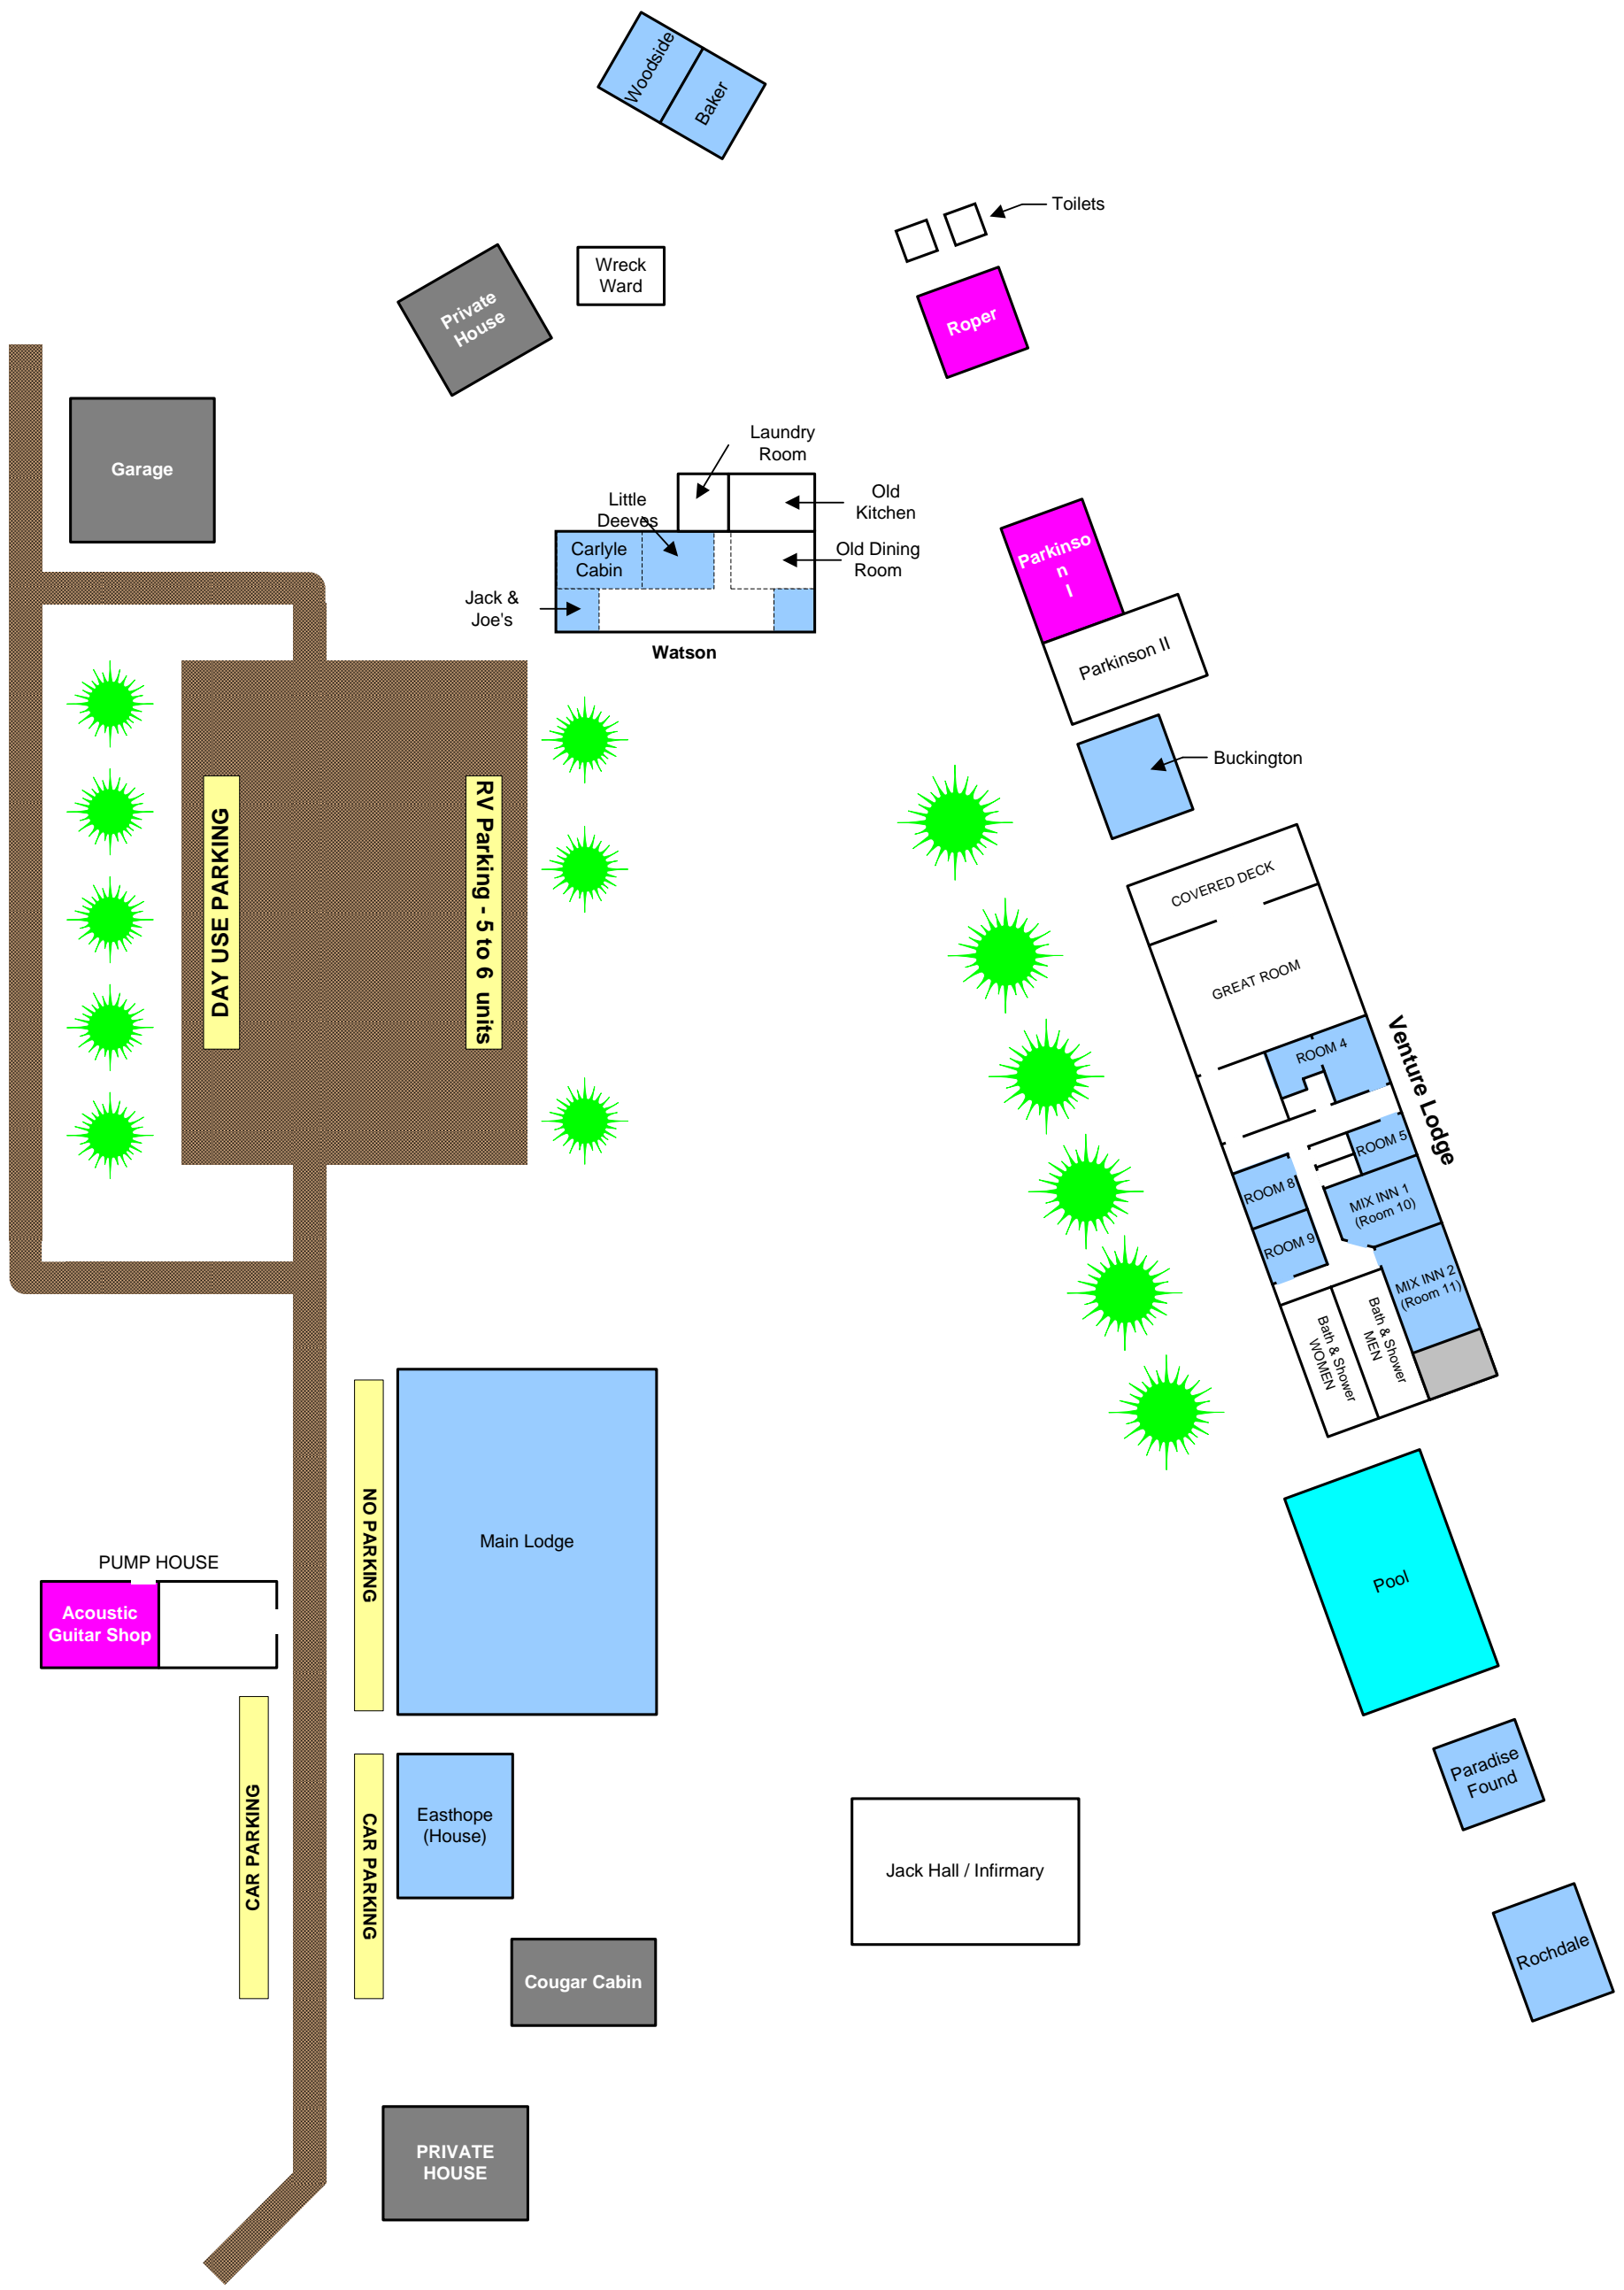 Woodside
Baker
Toilets
Wreck
Ward
Private
House
Roper
Garage
Laundry
Room
Little
Deeves
Old
Kitchen
Carlyle
Cabin
Old Dining
Room
Jack &
Joe's
Watson
Parkinso
n
I
Parkinson II
Buckington
DAY USE PARKING
RV Parking - 5 to 6 units
COVERED DECK
GREAT ROOM
Venture Lodge
ROOM 4
ROOM 5
ROOM 8
MIX INN 1
(Room 10)
ROOM 9
MIX INN 2
(Room 11)
Bath & Shower
WOMEN
Bath & Shower
MEN
NO PARKING
Main Lodge
PUMP HOUSE
Acoustic
Guitar Shop
Pool
CAR PARKING
CAR PARKING
Easthope
(House)
Paradise
Found
Jack Hall / Infirmary
Rochdale
Cougar Cabin
PRIVATE
HOUSE